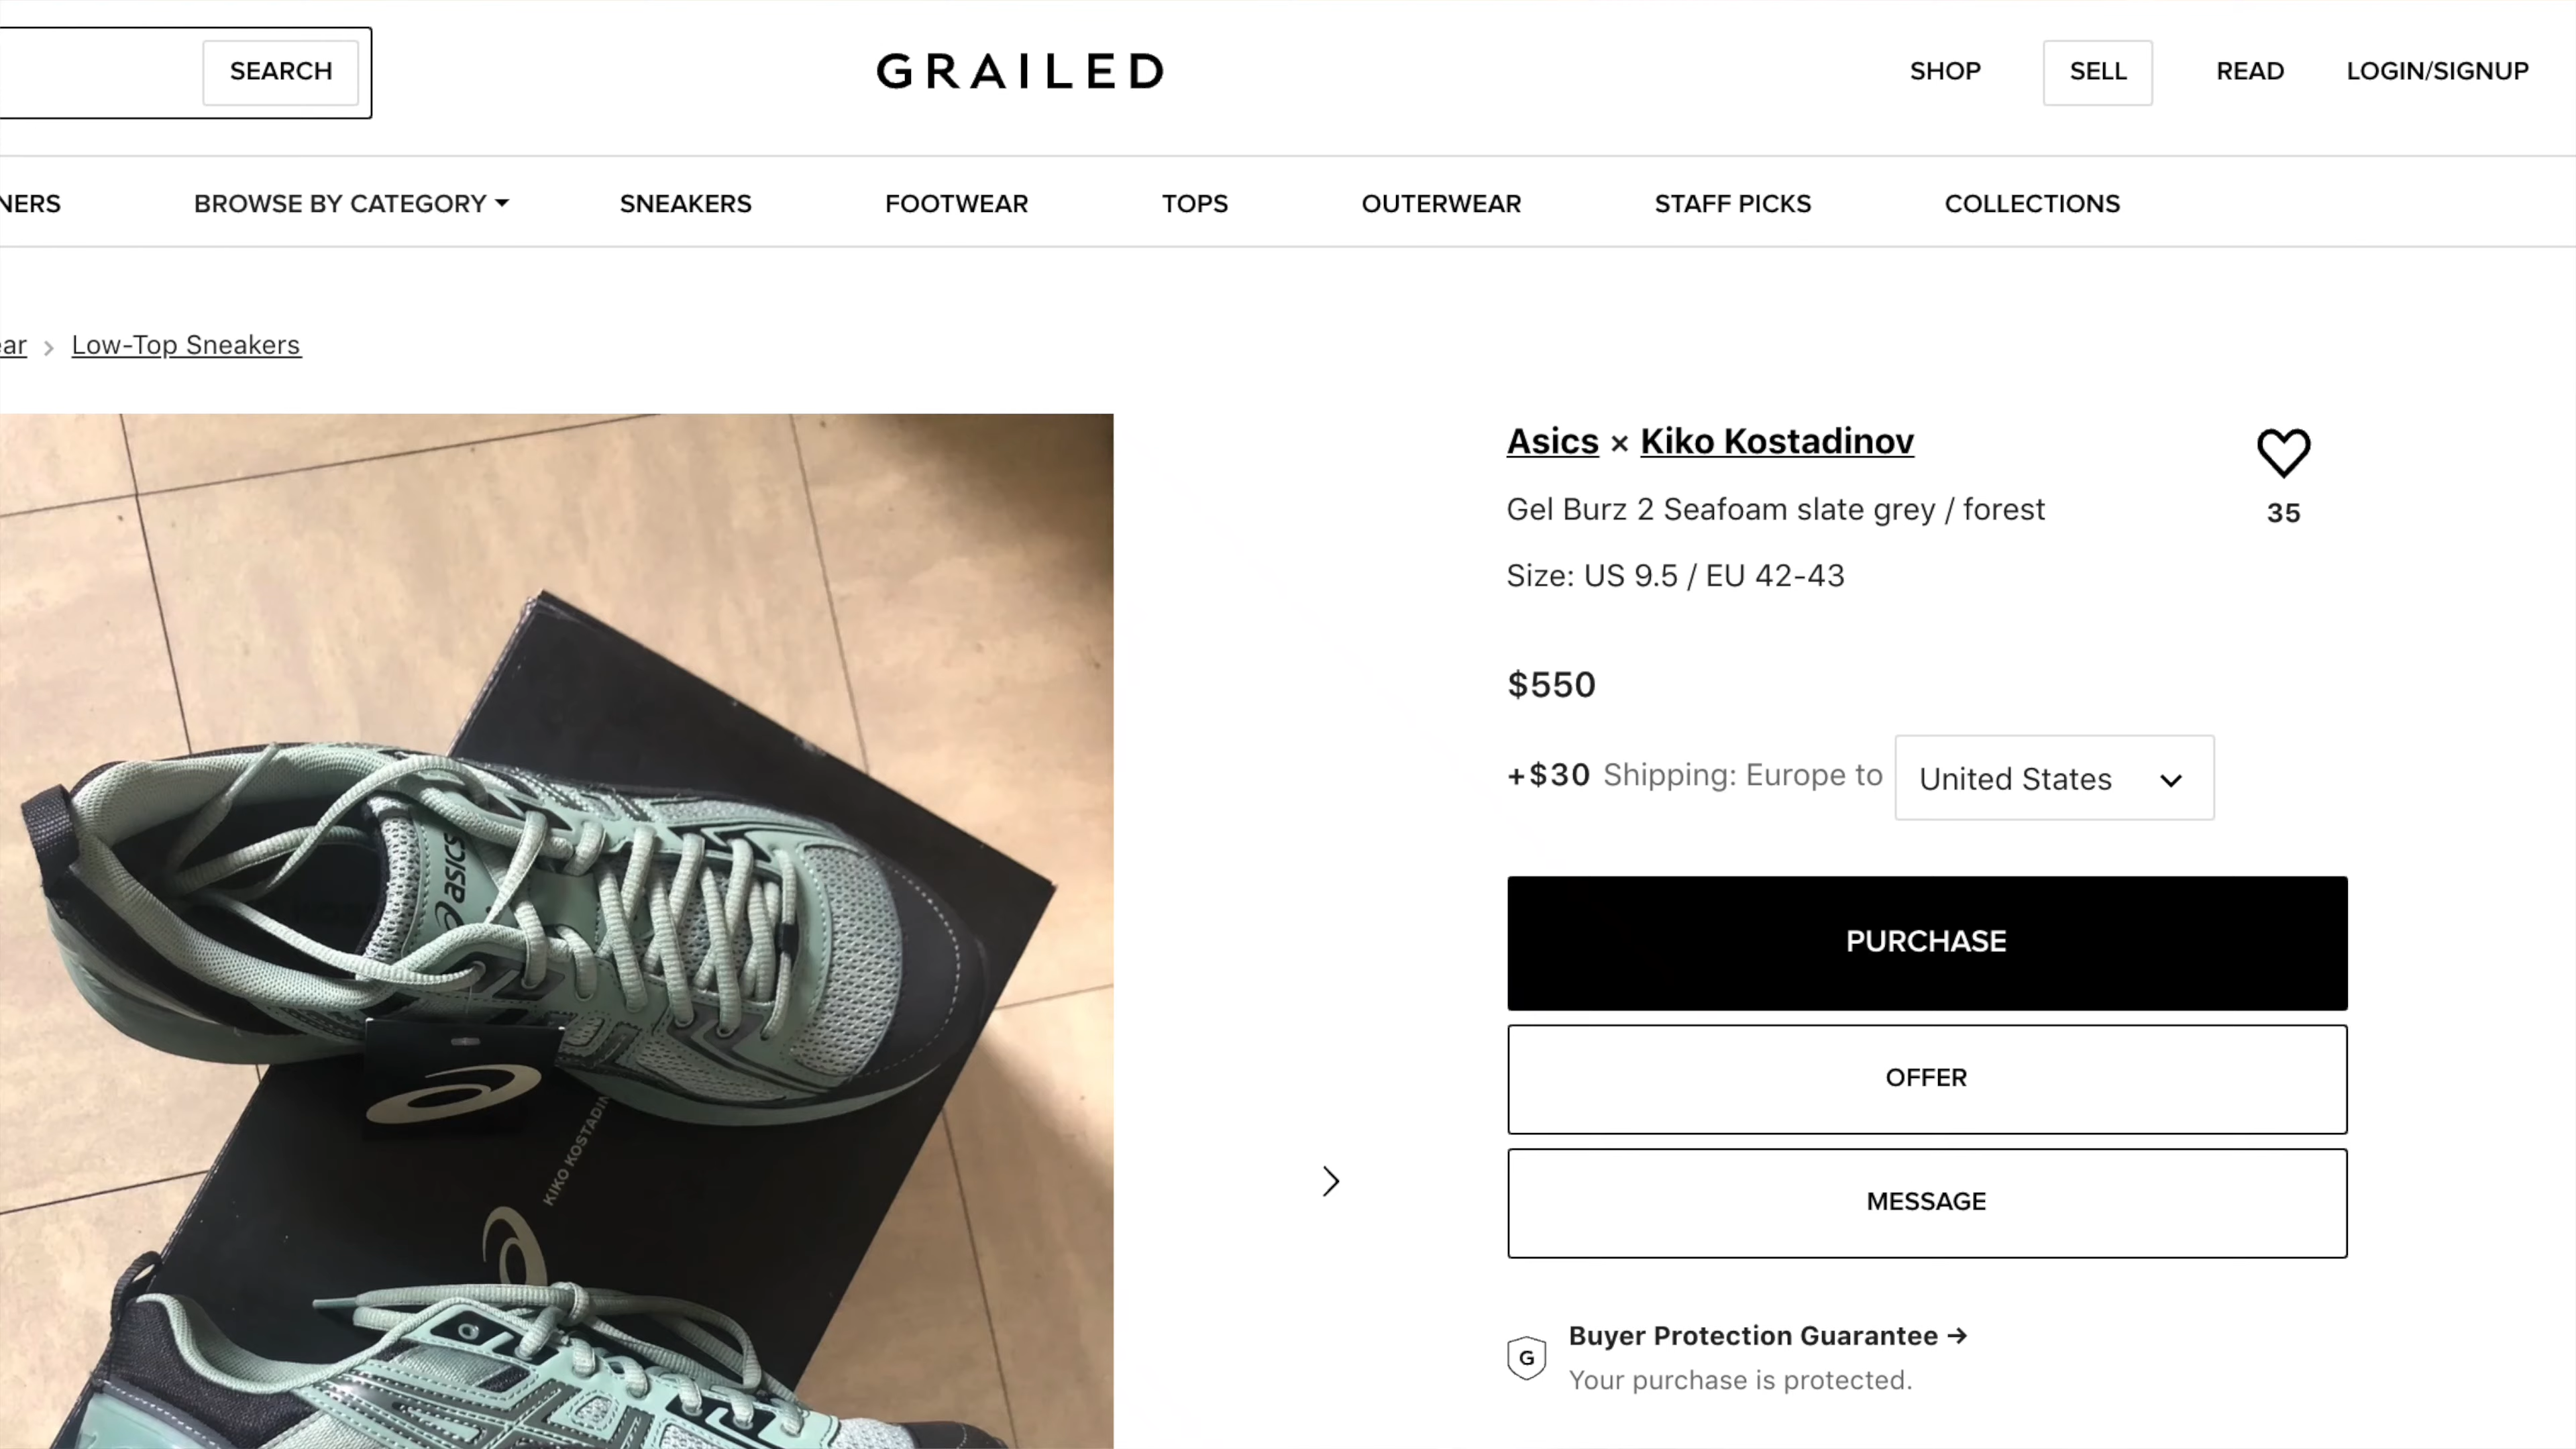 SEARCH
GRAILED
SHOP
SELL
READ
LOGIN/SIGNUP
NERS
BROWSE BY CATEGORY
SNEAKERS
FOOTWEAR
TOPS
OUTERWEAR
STAFF PICKS
COLLECTIONS
ear > Low-Top Sneakers
Asics × Kiko Kostadinov
35
Gel Burz 2 Seafoam slate grey / forest
Size: US 9.5 / EU 42-43
$550
+$30 Shipping: Europe to United States
PURCHASE
OFFER
MESSAGE
G
Buyer Protection Guarantee →
Your purchase is protected.
asics
KIKO KOSTADIN